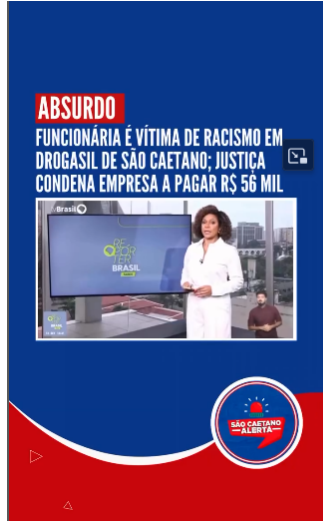 ABSURDO
FUNCIONÁRIA É VÍTIMA DE RACISMO EM
DROGASIL DE SÃO CAETANO; JUSTIÇA
CONDENA EMPRESA A PAGAR R$ 56 MIL
Brasil
REPÓRTER
BRASIL
SÃO CAETANO
ALERTA